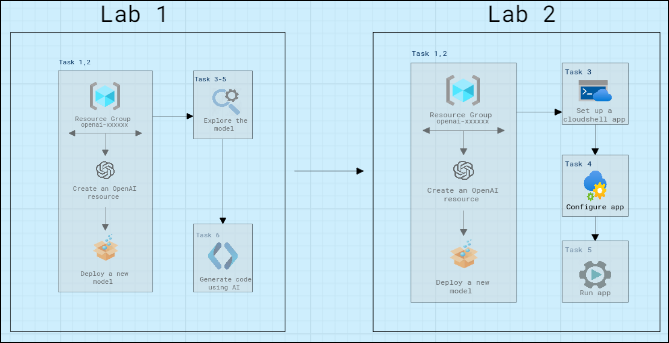 Lab 1
Lab 2
Task 1,2
Resource Group
openai-xxxxxx
Create an OpenAI
resource
Deploy a new
model
Task 3-5
Explore the
model
Task 6
Generate code
using AI
Task 1,2
Resource Group
openai-xxxxxx
Create an OpenAI
resource
Deploy a new
model
Task 3
Set up a
cloudshell app
Task 4
Configure app
Task 5
Run app